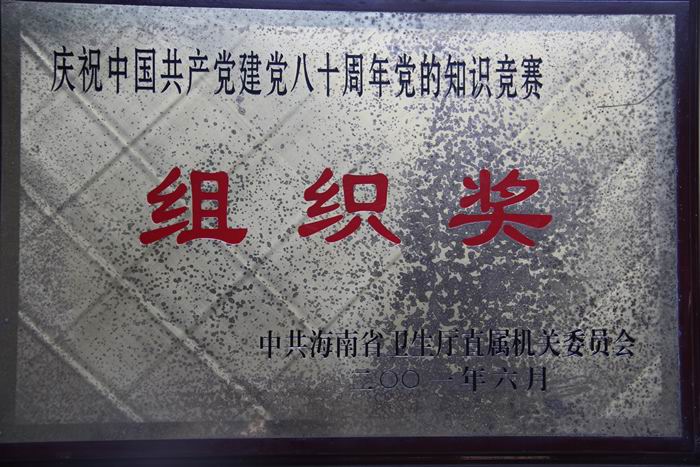 庆祝中国共产党建党八十周年党的知识竞赛
组织奖
中共海南省卫生厅直属机关委员会
二〇〇一年六月